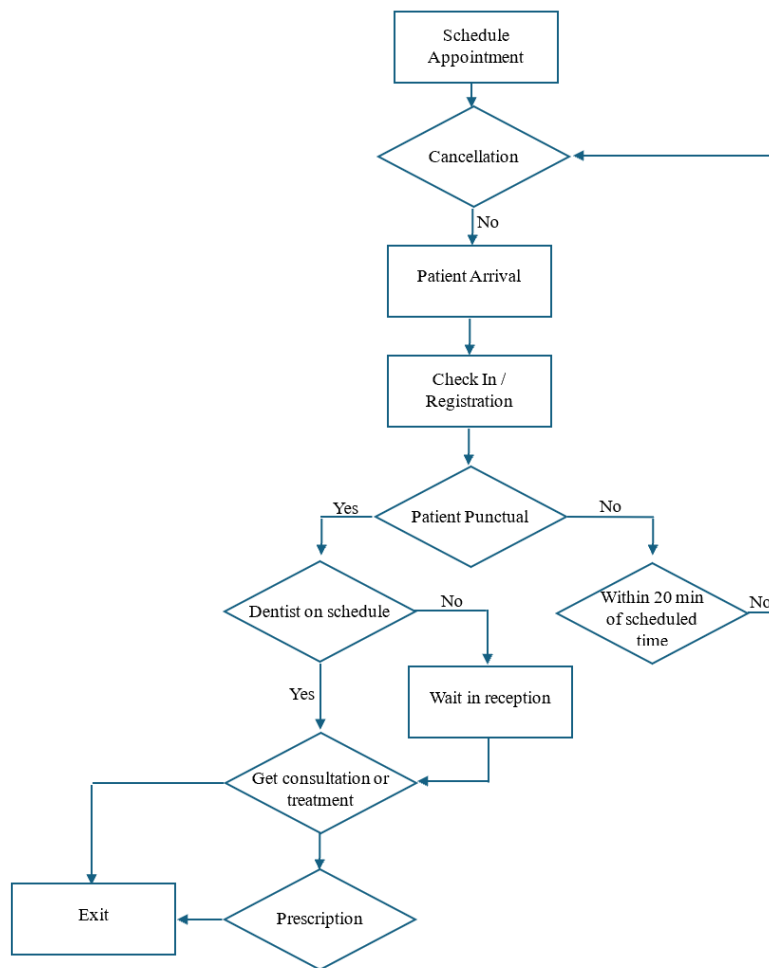 Schedule
Appointment
Cancellation
No
Patient Arrival
Check In /
Registration
Yes
Patient Punctual
No
Dentist on schedule
No
Within 20 min
of scheduled
time
No
Yes
Wait in reception
Get consultation or
treatment
Exit
Prescription